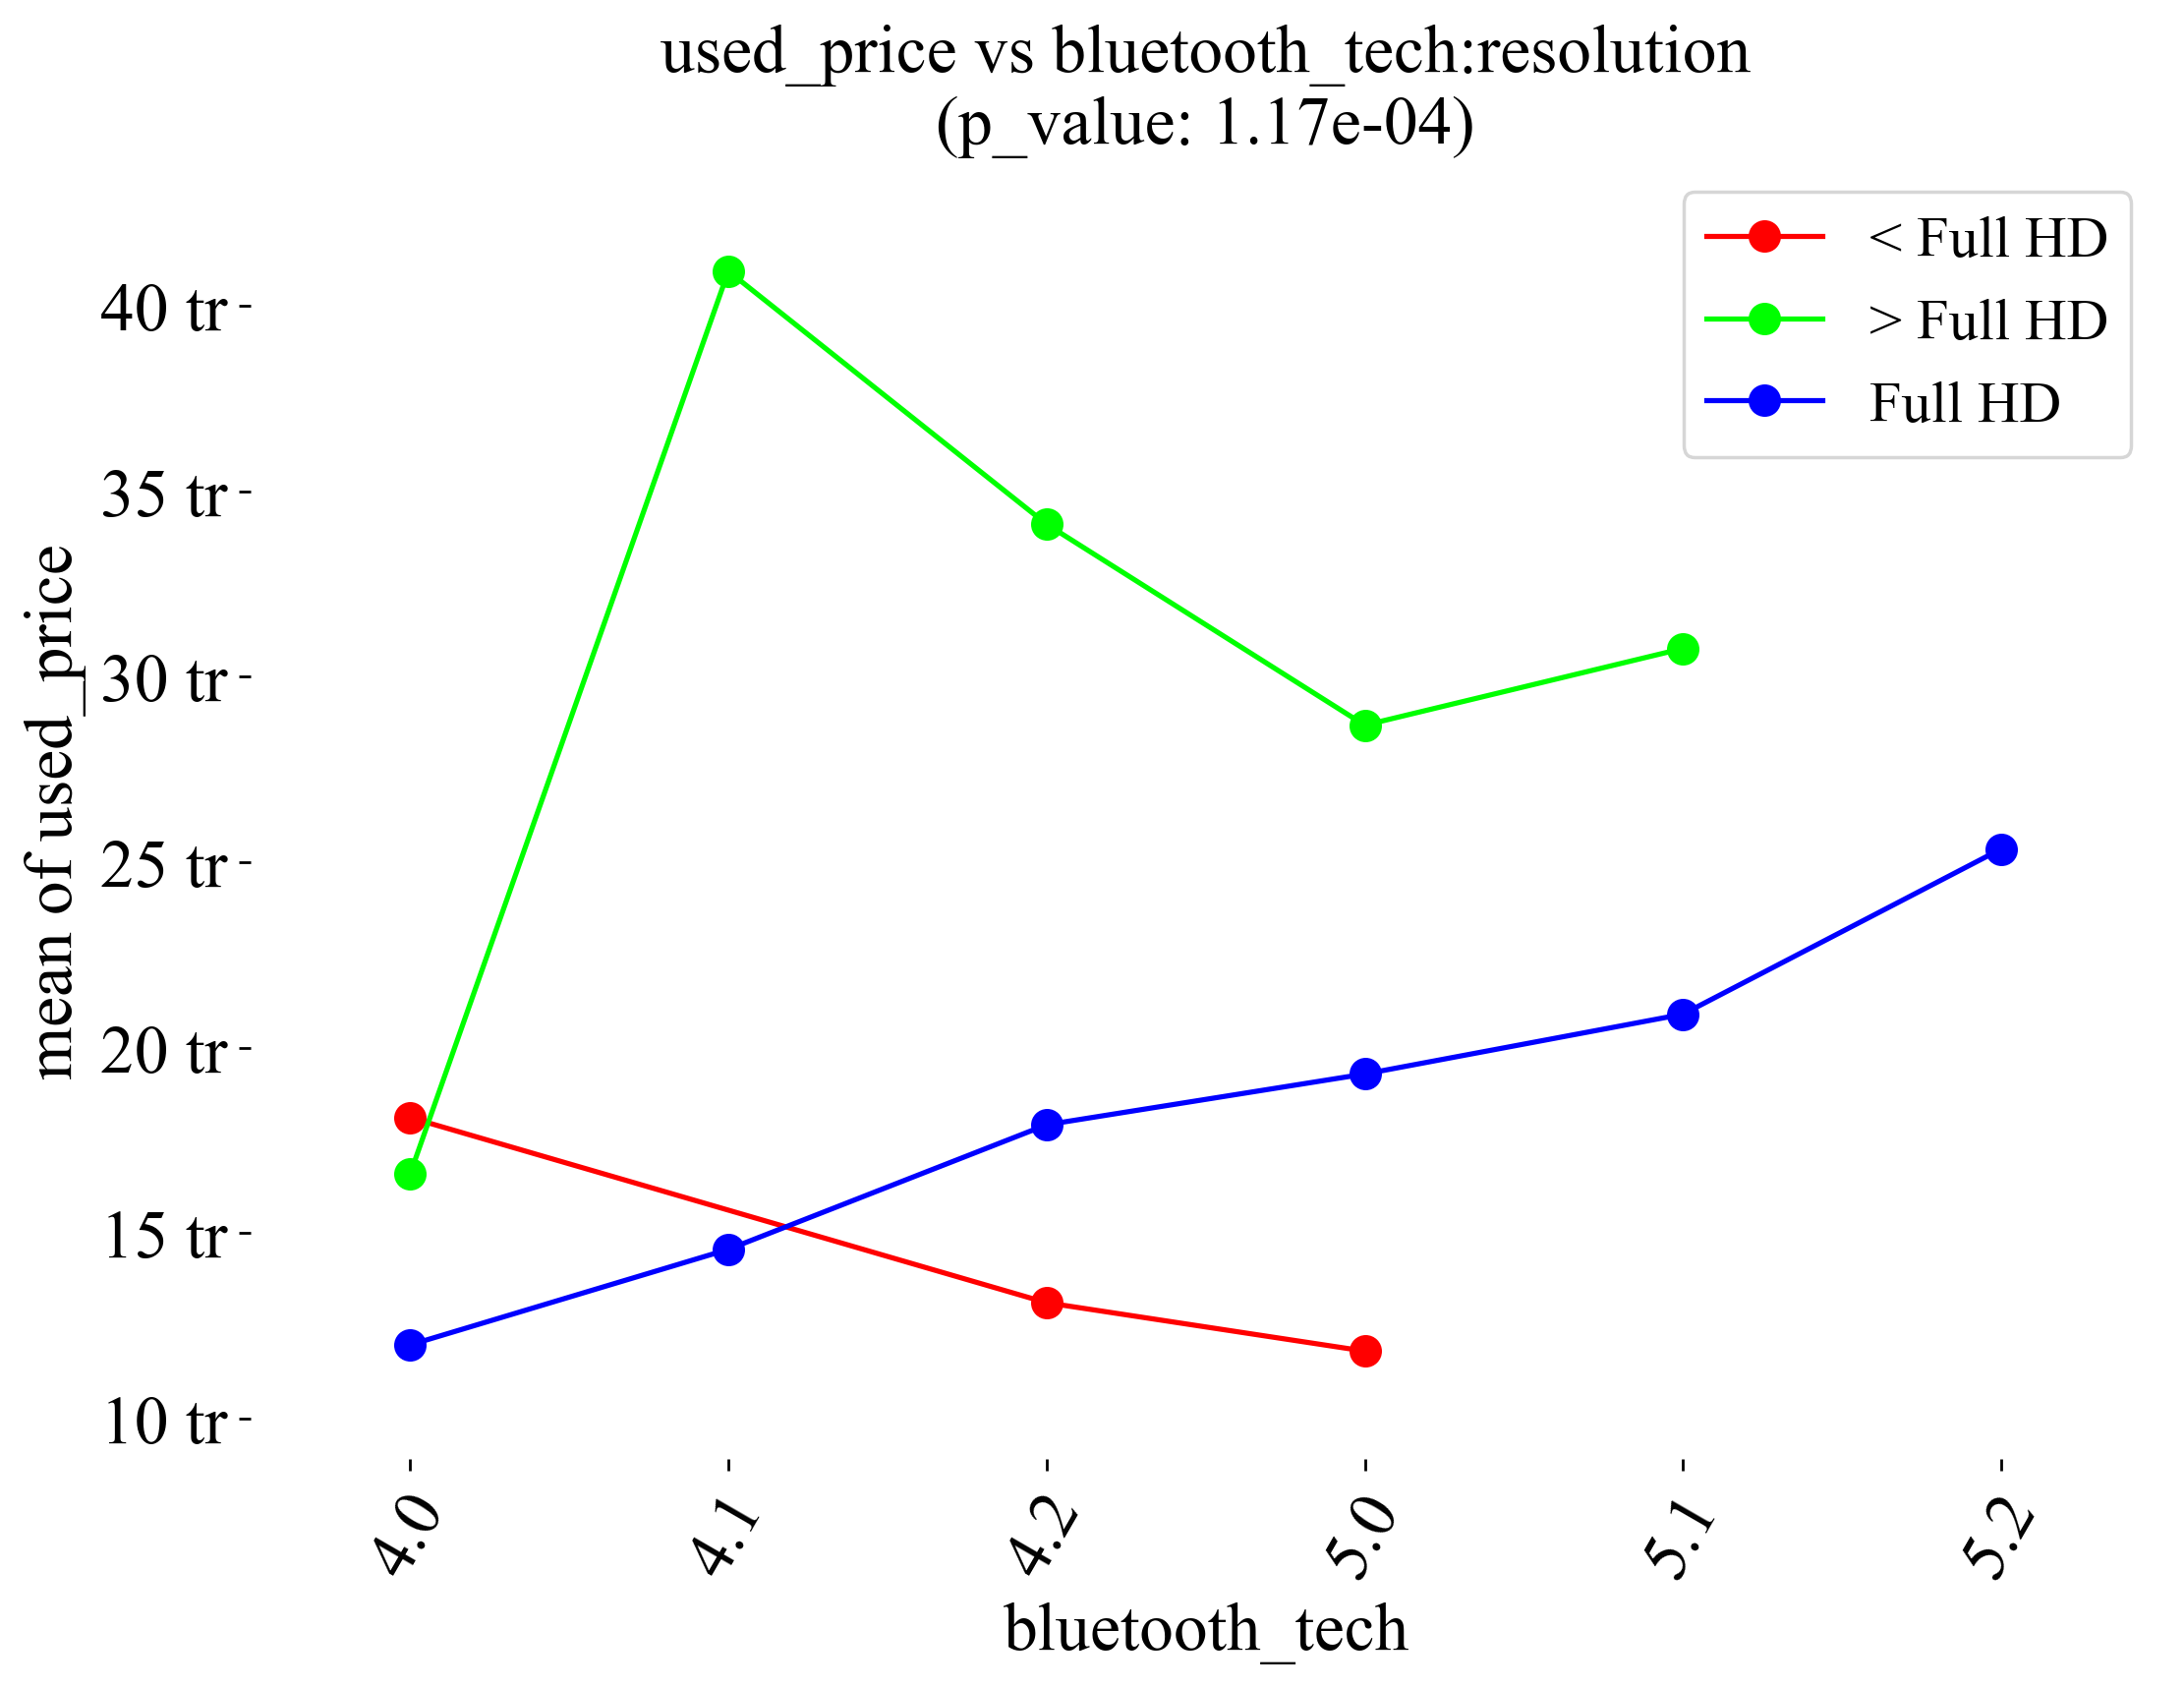 used_price vs bluetooth_tech:resolution
(p_value: 1.17e-04)
< Full HD
> Full HD
Full HD
mean of used_price
40 tr
35 tr
30 tr
25 tr
20 tr
15 tr
10 tr
4.0
4.1
4.2
5.0
5.1
5.2
bluetooth_tech